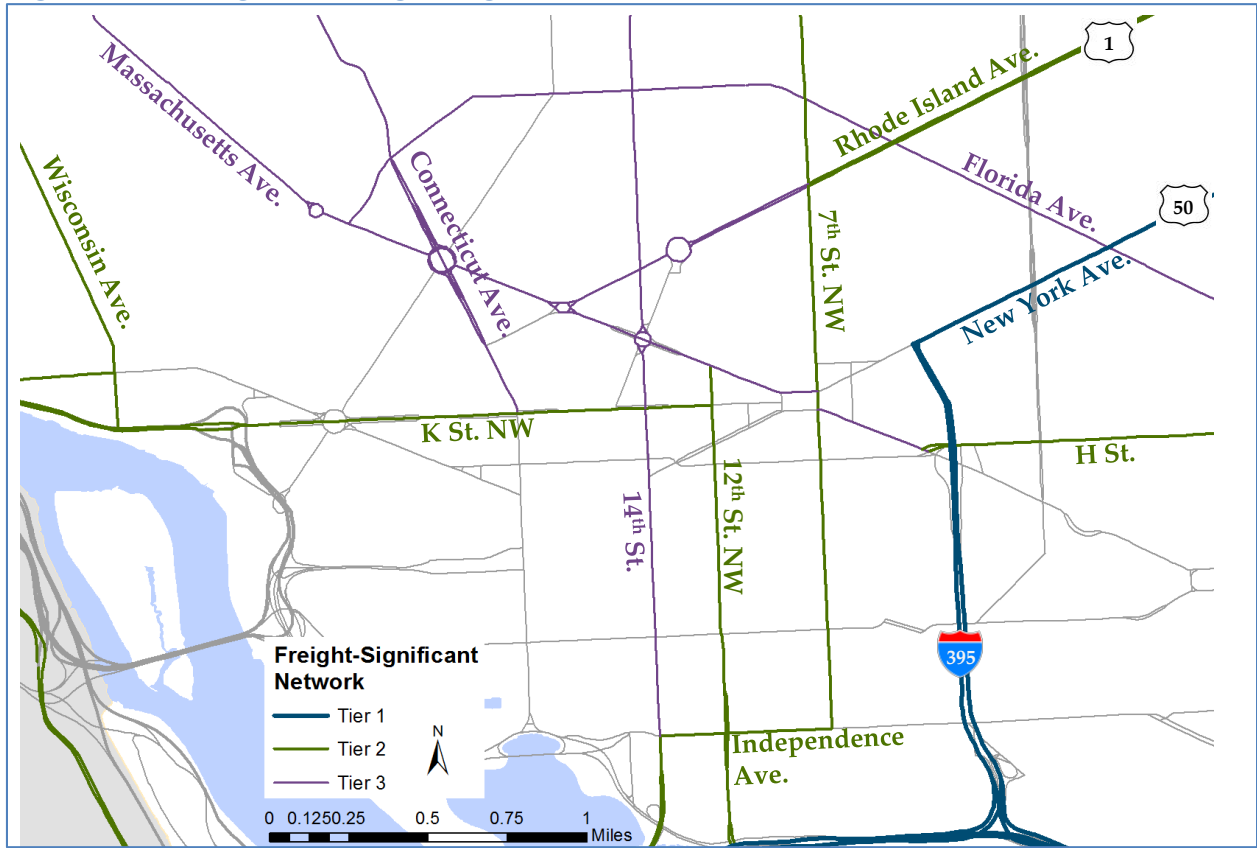 Massachusetts Ave.
Connecticut Ave.
Wisconsin Ave.
Rhode Island Ave.
1
Florida Ave.
50
New York Ave.
7th St. NW
K St. NW
H St.
12th St. NW
14th St.
395
Independence
Ave.
Freight-Significant
Network
Tier 1
Tier 2
Tier 3
N
0 0.1250.25 0.5 0.75 1
Miles